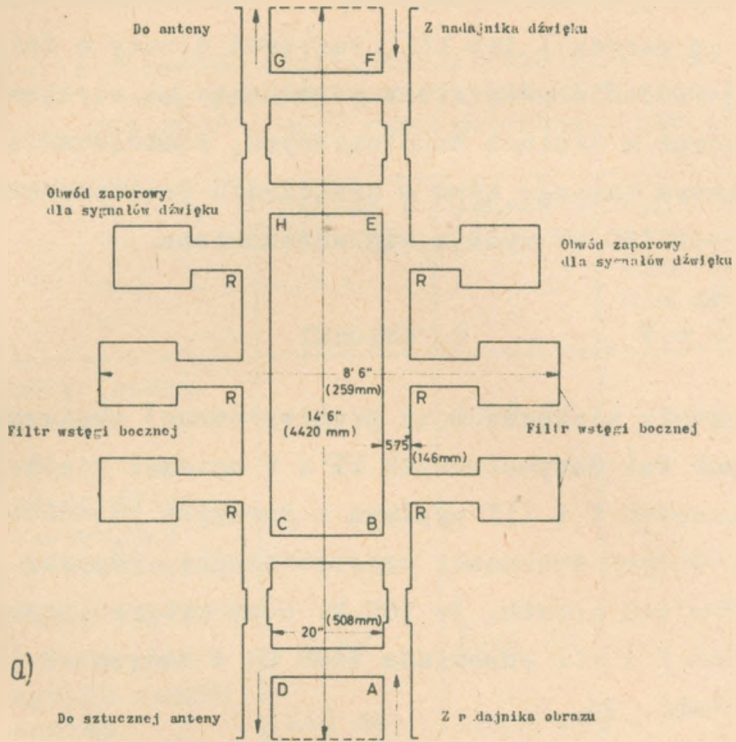 Do anteny
Z nadajnika dźwięku
G
F
Obwód zaporowy
dla sygnałów dźwięku
H
E
Obwód zaporowy
dla sygnałów dźwięku
R
R
8' 6"
(259mm)
R
R
14' 6"
(4420 mm)
Filtr wstęgi bocznej
Filtr wstęgi bocznej
575
(146mm)
R
R
C
B
(508mm)
20"
a)
D
A
Do sztucznej anteny
Z nadajnika obrazu